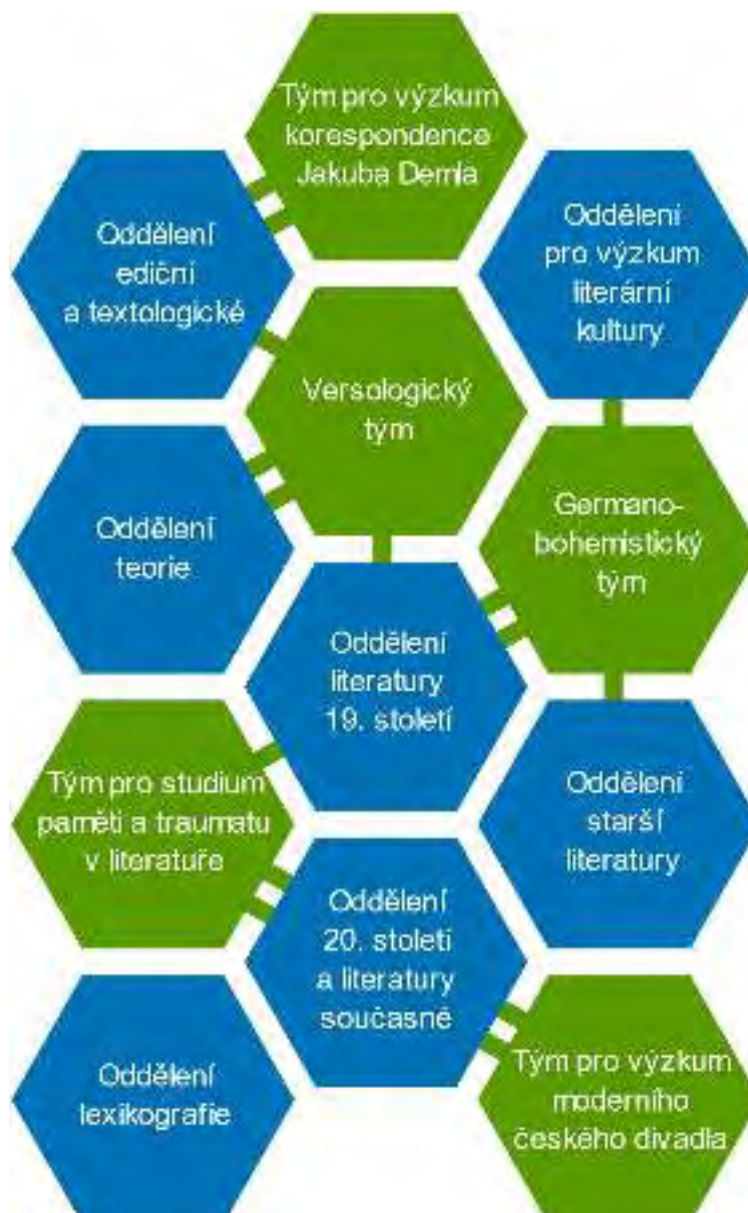 Tým pro výzkum
korespondence
Jakuba Demla
Oddělení
ediční
a textologické
Oddělení
pro výzkum
literární
kultury
Versologický
tým
Oddělení
teorie
Germano-
bohemistický
tým
Oddělení
literatury
19. století
Tým pro studium
paměti a traumatu
v literatuře
Oddělení
starší
literatury
Oddělení
20. století
a literatury
současné
Oddělení
lexikografie
Tým pro výzkum
moderního
českého divadla